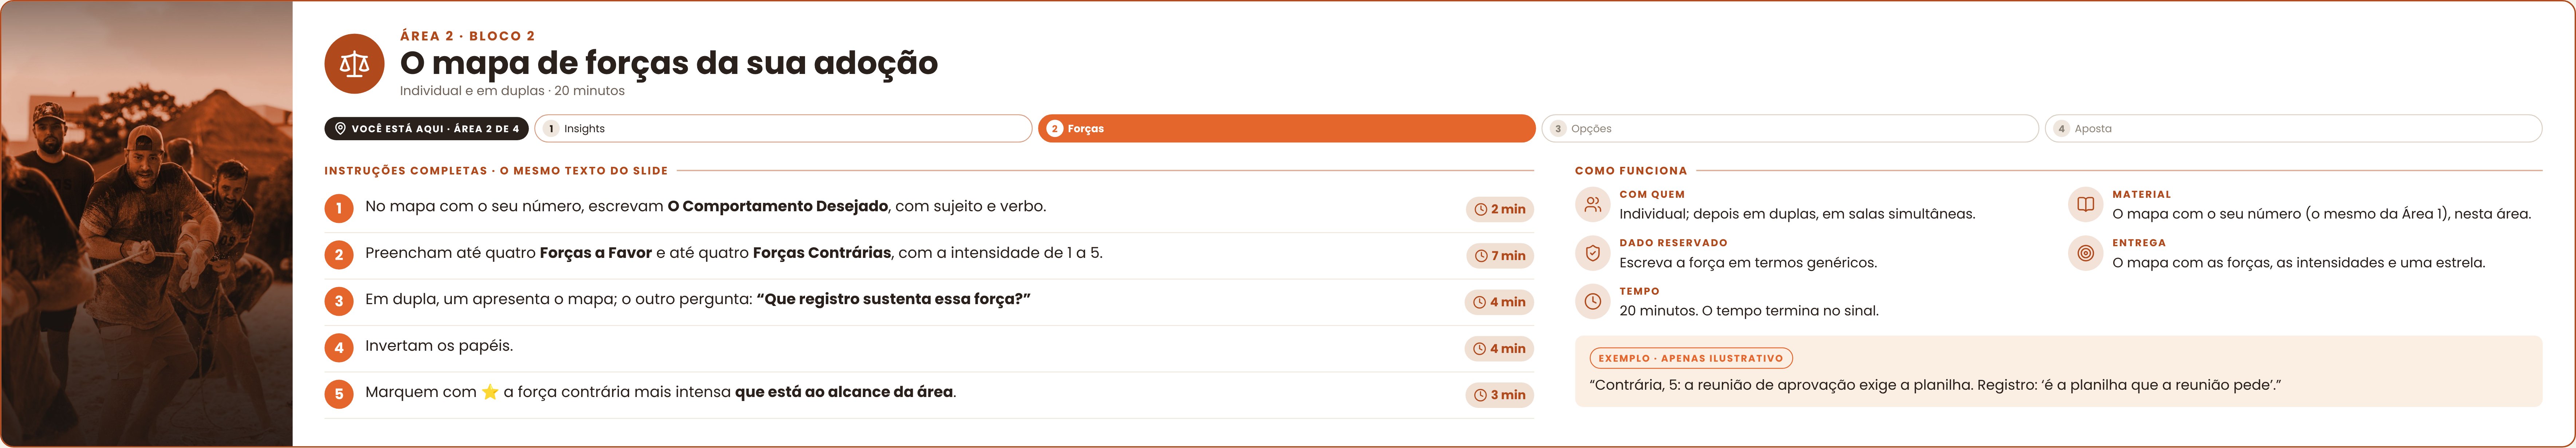 ÁREA 2 · BLOCO 2
O mapa de forças da sua adoção
Individual e em duplas · 20 minutos
VOCÊ ESTÁ AQUI · ÁREA 2 DE 4
1 Insights
2 Forças
3 Opções
4 Aposta
INSTRUÇÕES COMPLETAS · O MESMO TEXTO DO SLIDE
1 No mapa com o seu número, escrevam O Comportamento Desejado, com sujeito e verbo. 2 min
2 Preencham até quatro Forças a Favor e até quatro Forças Contrárias, com a intensidade de 1 a 5. 7 min
3 Em dupla, um apresenta o mapa; o outro pergunta: “Que registro sustenta essa força?” 4 min
4 Invertam os papéis. 4 min
5 Marquem com ⭐ a força contrária mais intensa que está ao alcance da área. 3 min
COMO FUNCIONA
COM QUEM
Individual; depois em duplas, em salas simultâneas.
MATERIAL
O mapa com o seu número (o mesmo da Área 1), nesta área.
DADO RESERVADO
Escreva a força em termos genéricos.
ENTREGA
O mapa com as forças, as intensidades e uma estrela.
TEMPO
20 minutos. O tempo termina no sinal.
EXEMPLO · APENAS ILUSTRATIVO
“Contrária, 5: a reunião de aprovação exige a planilha. Registro: ‘é a planilha que a reunião pede’.”